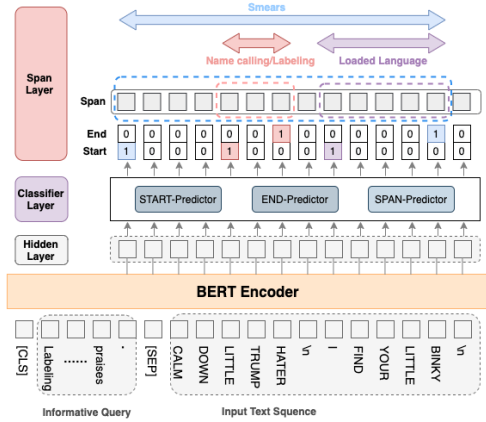 Smears
Name calling/Labeling
Loaded Language
Span
Layer
Span
End
0 0 0 0 0 0 1 0 0 0 0 0 1 0
Start
1 0 0 0 1 0 0 0 1 0 0 0 0 0
Classifier
Layer
START-Predictor
END-Predictor
SPAN-Predictor
Hidden
Layer
BERT Encoder
[CLS]
Labeling
......
praises
.
[SEP]
CALM
DOWN
LITTLE
TRUMP
HATER
\n
I
FIND
YOUR
LITTLE
BINKY
\n
Informative Query
Input Text Squence